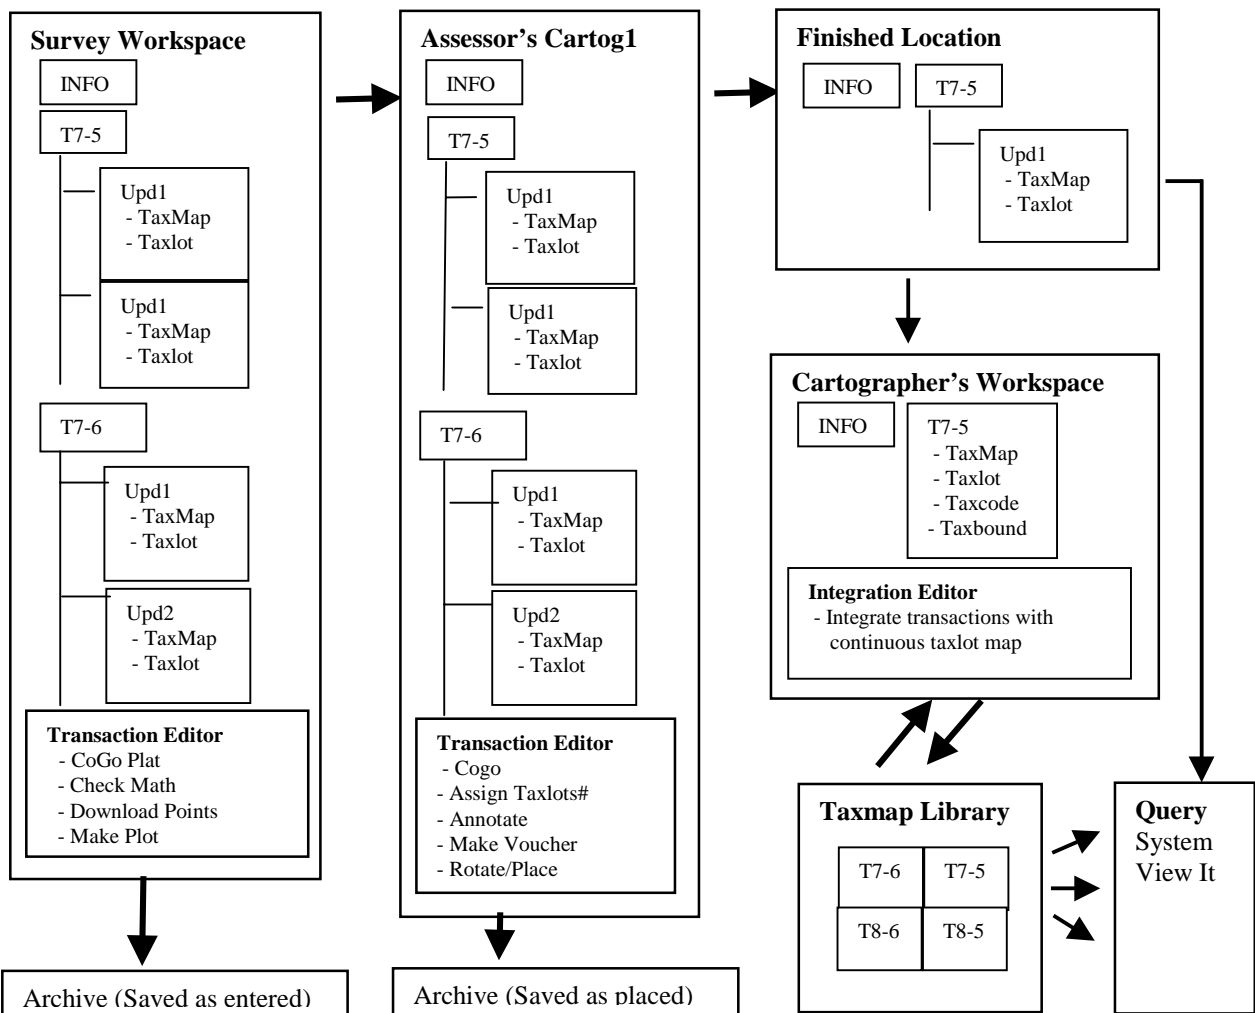 Survey Workspace
INFO
T7-5
Upd1
- TaxMap
- Taxlot
Upd1
- TaxMap
- Taxlot
T7-6
Upd1
- TaxMap
- Taxlot
Upd2
- TaxMap
- Taxlot
Transaction Editor
- CoGo Plat
- Check Math
- Download Points
- Make Plot
Archive (Saved as entered)
Assessor's Cartog1
INFO
T7-5
Upd1
- TaxMap
- Taxlot
Upd1
- TaxMap
- Taxlot
T7-6
Upd1
- TaxMap
- Taxlot
Upd2
- TaxMap
- Taxlot
Transaction Editor
- Cogo
- Assign Taxlots#
- Annotate
- Make Voucher
- Rotate/Place
Archive (Saved as placed)
Finished Location
INFO
T7-5
Upd1
- TaxMap
- Taxlot
Cartographer's Workspace
INFO
T7-5
- TaxMap
- Taxlot
- Taxcode
- Taxbound
Integration Editor
- Integrate transactions with
continuous taxlot map
Taxmap Library
T7-6
T7-5
T8-6
T8-5
Query
System
View It